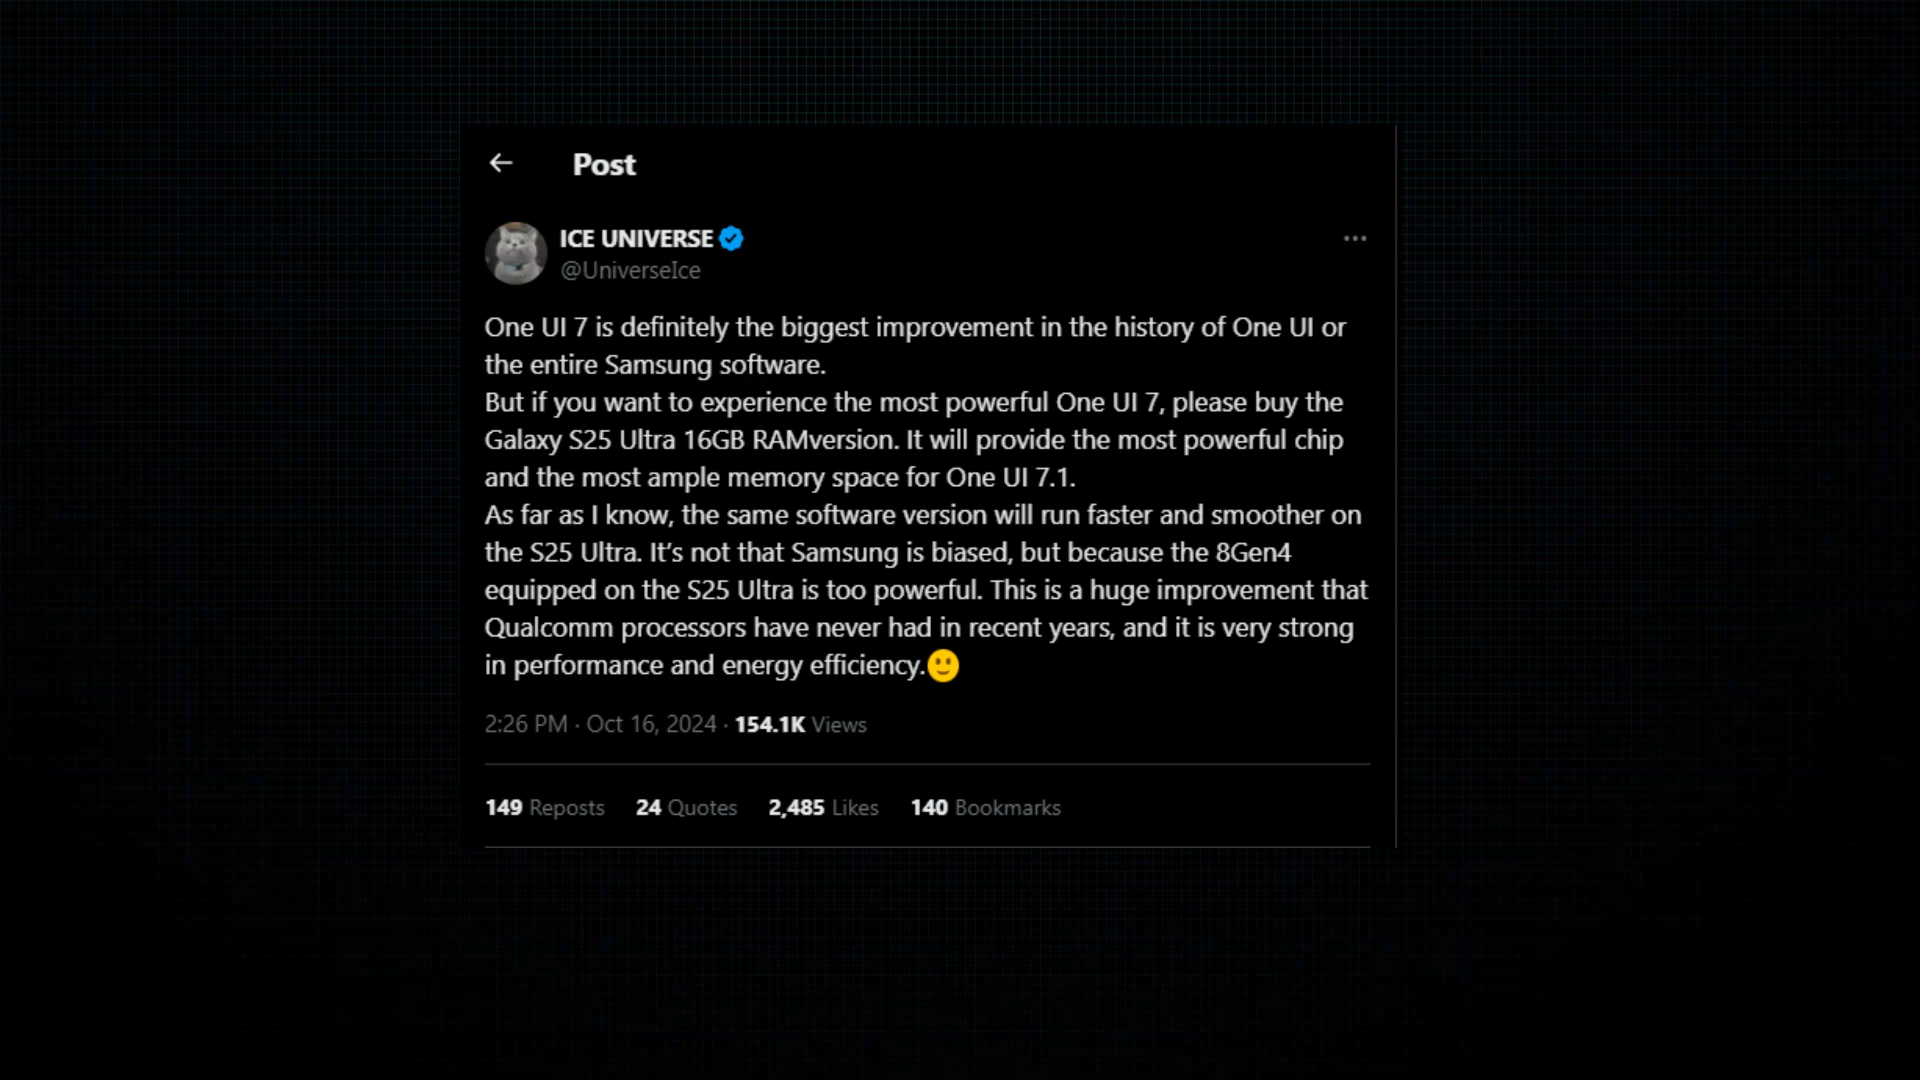 Post
ICE UNIVERSE
@UniverseIce
One UI 7 is definitely the biggest improvement in the history of One UI or
the entire Samsung software.
But if you want to experience the most powerful One UI 7, please buy the
Galaxy S25 Ultra 16GB RAMversion. It will provide the most powerful chip
and the most ample memory space for One UI 7.1.
As far as I know, the same software version will run faster and smoother on
the S25 Ultra. It’s not that Samsung is biased, but because the 8Gen4
equipped on the S25 Ultra is too powerful. This is a huge improvement that
Qualcomm processors have never had in recent years, and it is very strong
in performance and energy efficiency.🙂
2:26 PM · Oct 16, 2024 · 154.1K Views
149 Reposts 24 Quotes 2,485 Likes 140 Bookmarks